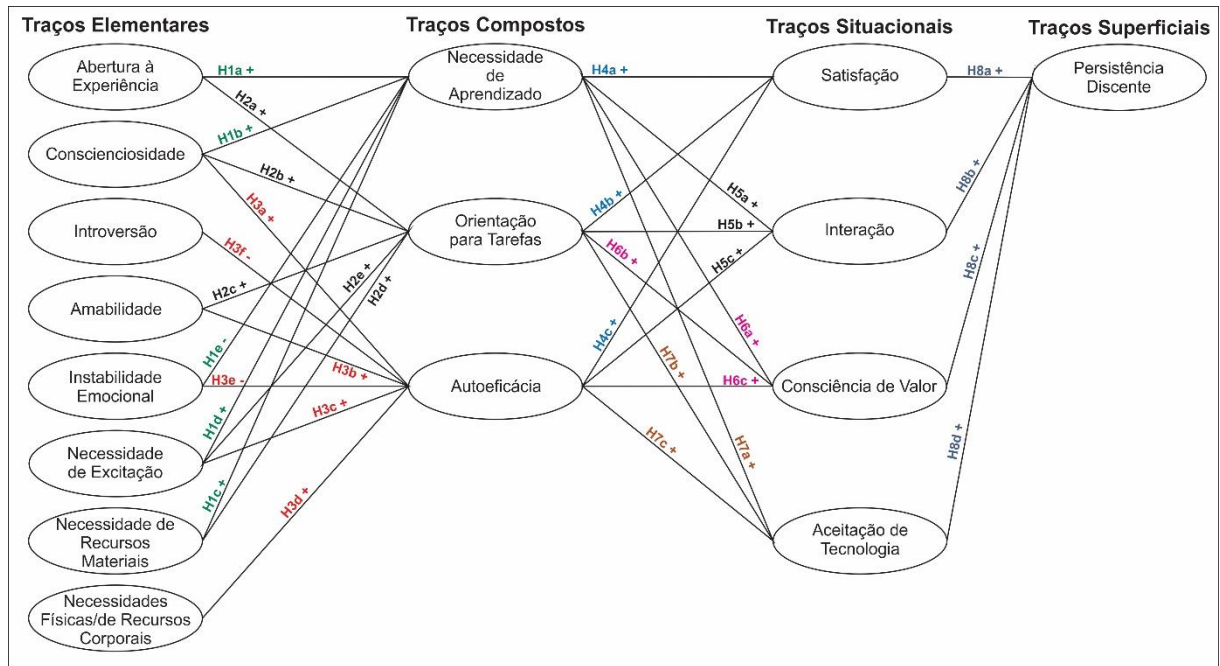 Traços Elementares
Traços Compostos
Traços Situacionais
Traços Superficiais
Abertura à
Experiência
Conscienciosidade
Introversão
Amabilidade
Instabilidade
Emocional
Necessidade
de Excitação
Necessidade de
Recursos
Materiais
Necessidades
Físicas/de Recursos
Corporais
H1a +
H2a +
H1b +
H2b +
H3a +
H3f -
H2c +
H2e +
H2d +
H1e -
H3b +
H3e -
H3c +
H1d +
H1c +
H3d +
Necessidade
de
Aprendizado
Orientação
para Tarefas
Autoeficácia
H4a +
H4b +
H5a +
H5b +
H5c +
H6b +
H4c +
H6a +
H7b +
H6c +
H7c +
H7a +
Satisfação
Interação
Consciência de Valor
Aceitação de
Tecnologia
H8a +
H8b +
H8c +
H8d +
Persistência
Discente